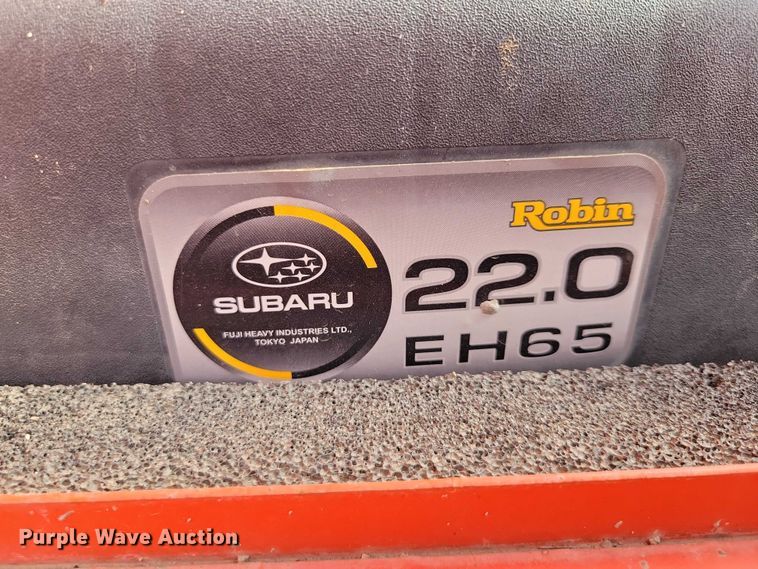 Robin
22.0
EH65
SUBARU
FUJI HEAVY INDUSTRIES LTD.,
TOKYO JAPAN
Purple Wave Auction